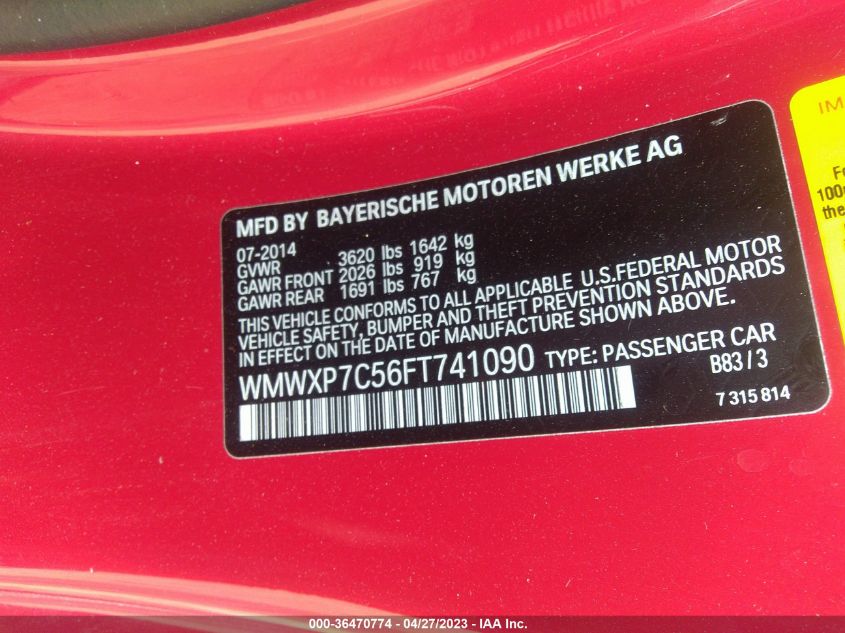 MFD BY BAYERISCHE MOTOREN WERKE AG
07-2014
GVWR 3620 lbs 1642 kg
GAWR FRONT 2026 lbs 919 kg
GAWR REAR 1691 lbs 767 kg
THIS VEHICLE CONFORMS TO ALL APPLICABLE U.S.FEDERAL MOTOR
VEHICLE SAFETY, BUMPER AND THEFT PREVENTION STANDARDS
IN EFFECT ON THE DATE OF MANUFACTURE SHOWN ABOVE.
WMWXP7C56FT741090 TYPE: PASSENGER CAR
B83 / 3
7 315 814
000-36470774 - 04/27/2023 - IAA Inc.